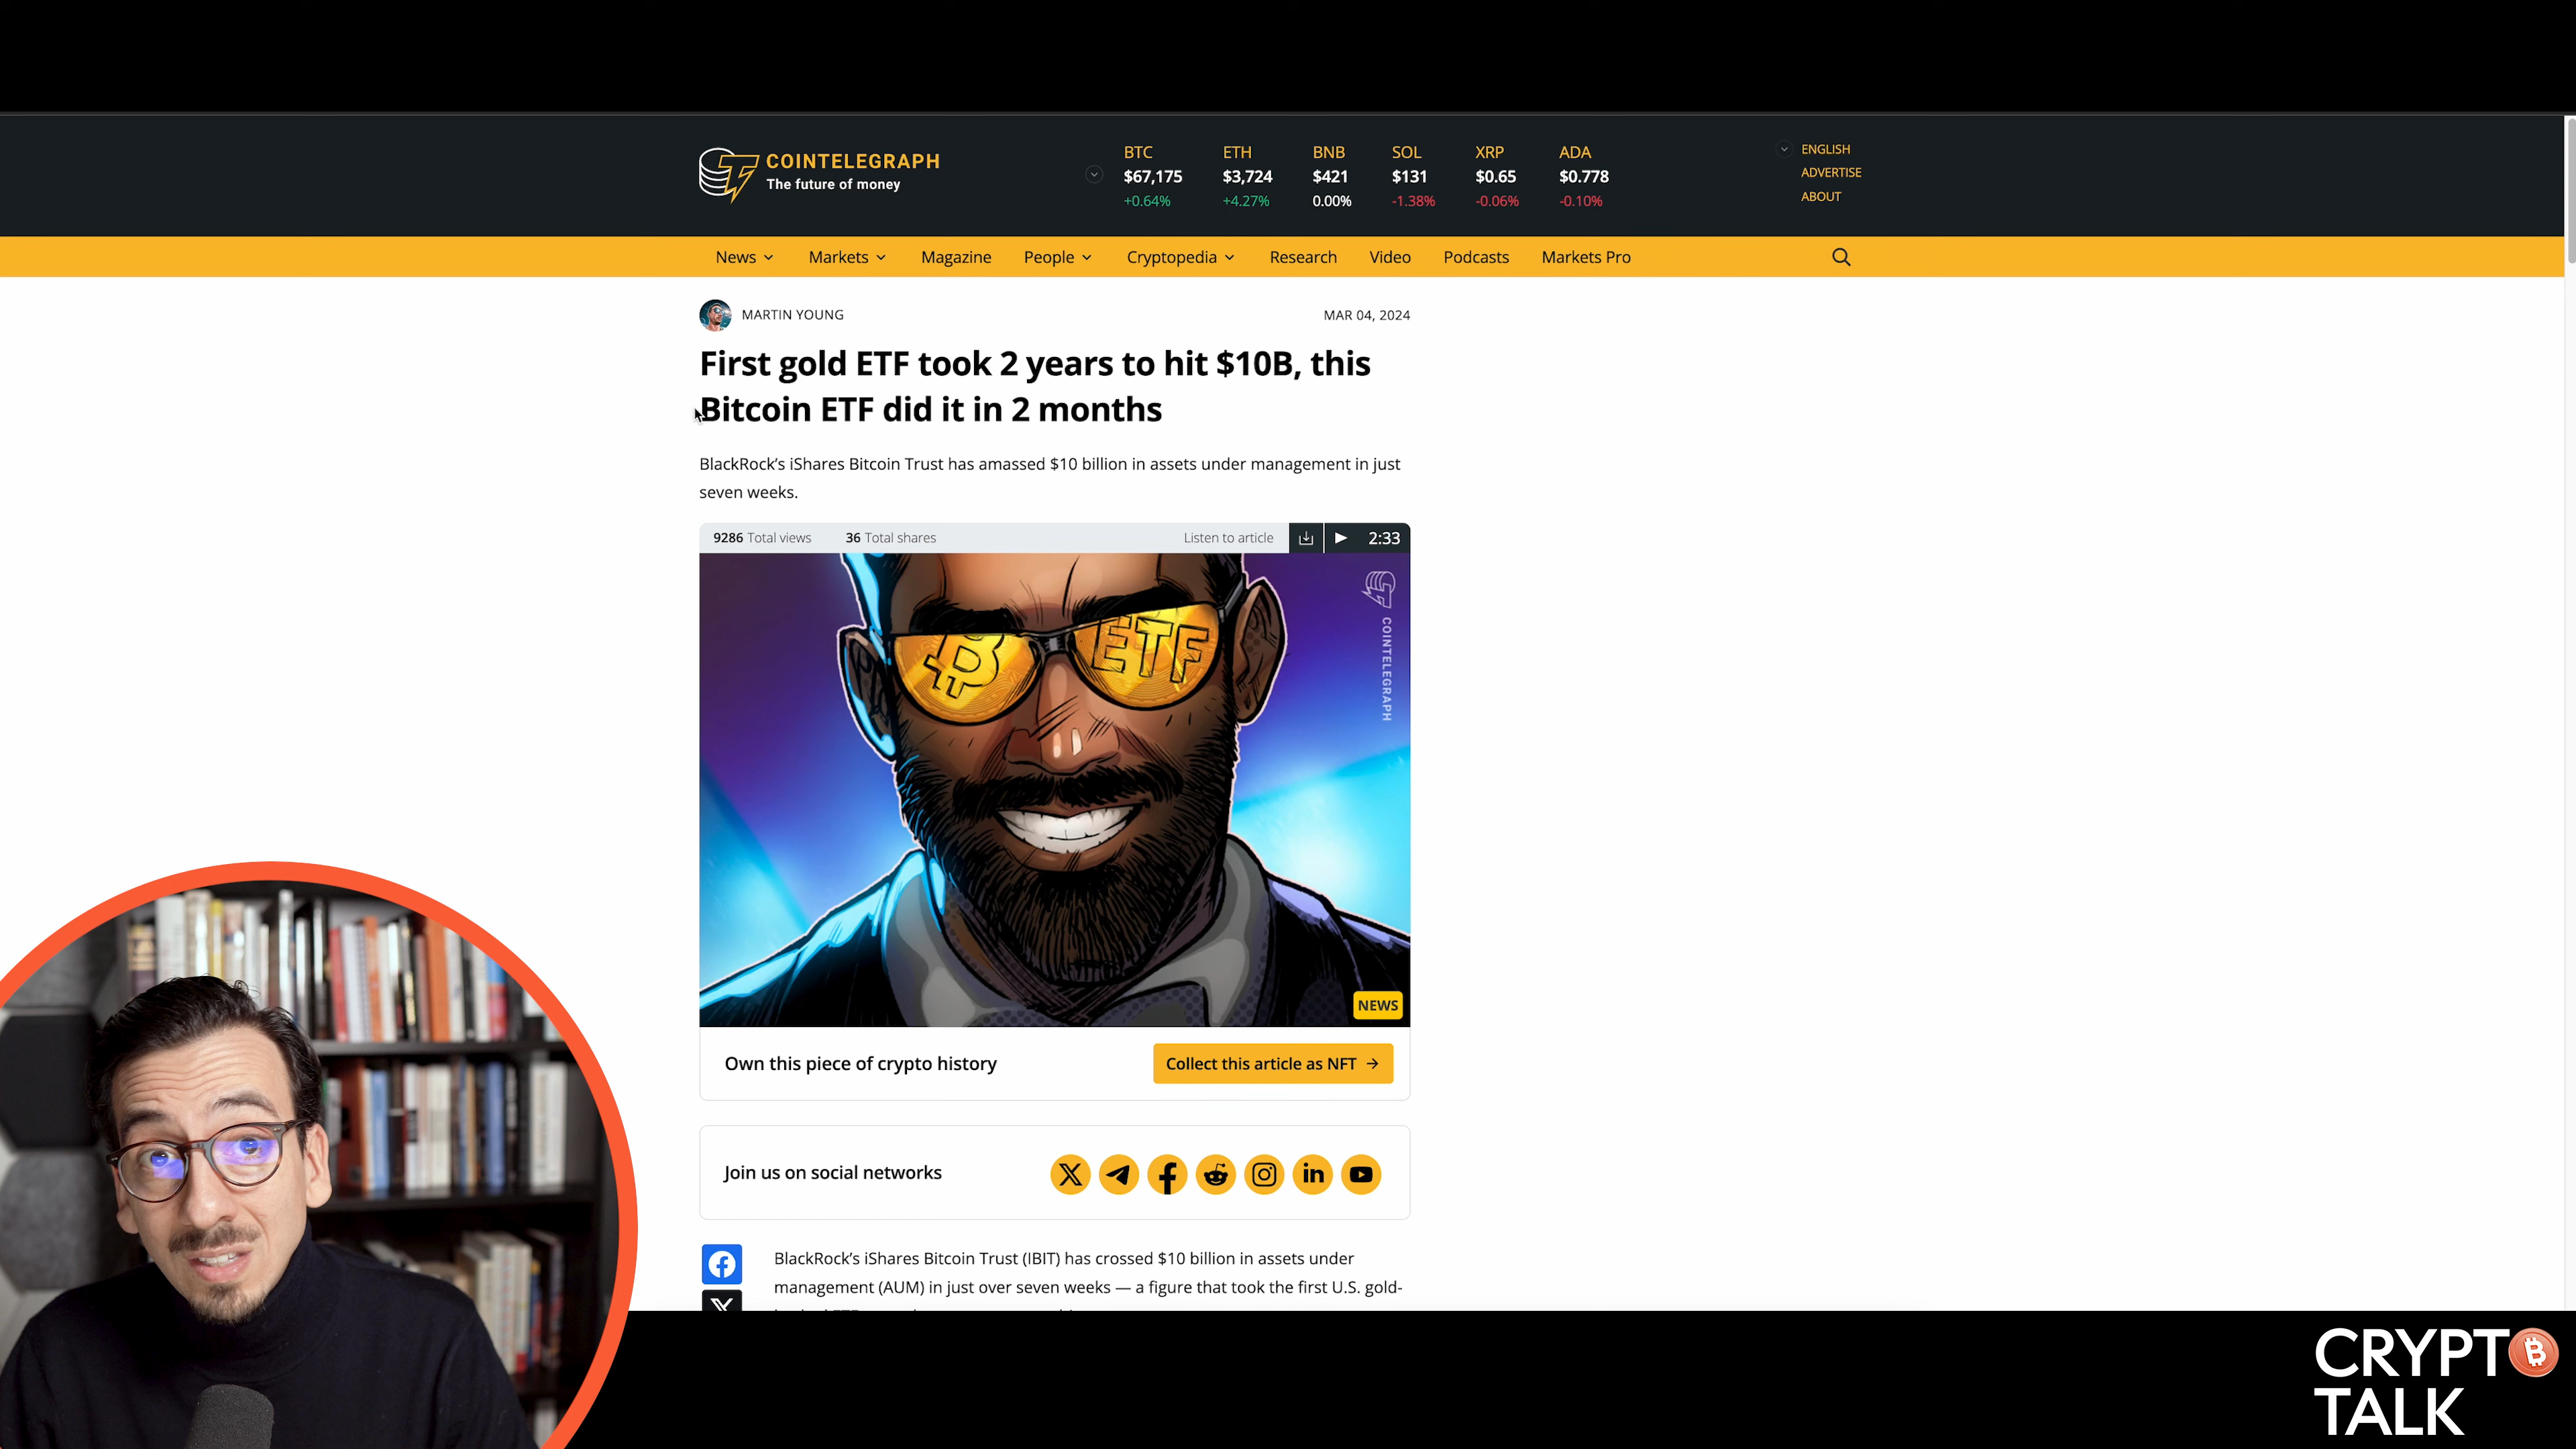 COINTELEGRAPH
The future of money
BTC ETH BNB SOL XRP ADA
$67,175 $3,724 $421 $131 $0.65 $0.778
+0.64% +4.27% 0.00% -1.38% -0.06% -0.10%
ENGLISH
ADVERTISE
ABOUT
News Markets Magazine People Cryptopedia Research Video Podcasts Markets Pro
MARTIN YOUNG MAR 04, 2024
First gold ETF took 2 years to hit $10B, this
Bitcoin ETF did it in 2 months
BlackRock’s iShares Bitcoin Trust has amassed $10 billion in assets under management in just
seven weeks.
9286 Total views 36 Total shares Listen to article 2:33
ETF
COINTELEGRAPH
NEWS
Own this piece of crypto history Collect this article as NFT →
Join us on social networks
BlackRock’s iShares Bitcoin Trust (IBIT) has crossed $10 billion in assets under
management (AUM) in just over seven weeks — a figure that took the first U.S. gold-
CRYPTO
TALK